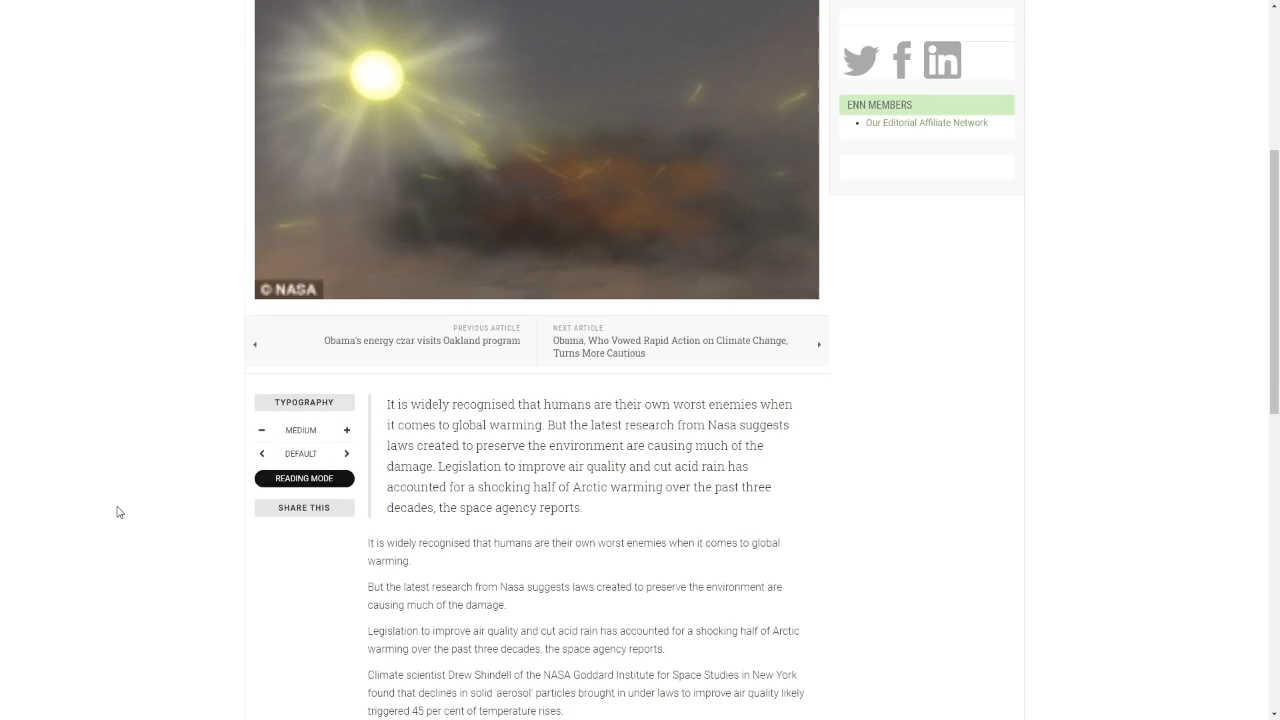 © NASA
ENN MEMBERS
• Our Editorial Affiliate Network
PREVIOUS ARTICLE
Obama's energy czar visits Oakland program
NEXT ARTICLE
Obama, Who Vowed Rapid Action on Climate Change,
Turns More Cautious
TYPOGRAPHY
- MEDIUM +
< DEFAULT >
READING MODE
SHARE THIS
It is widely recognised that humans are their own worst enemies when
it comes to global warming. But the latest research from Nasa suggests
laws created to preserve the environment are causing much of the
damage. Legislation to improve air quality and cut acid rain has
accounted for a shocking half of Arctic warming over the past three
decades, the space agency reports.
It is widely recognised that humans are their own worst enemies when it comes to global
warming.
But the latest research from Nasa suggests laws created to preserve the environment are
causing much of the damage.
Legislation to improve air quality and cut acid rain has accounted for a shocking half of Arctic
warming over the past three decades, the space agency reports.
Climate scientist Drew Shindell of the NASA Goddard Institute for Space Studies in New York
found that declines in solid 'aerosol' particles brought in under laws to improve air quality likely
triggered 45 per cent of temperature rises.